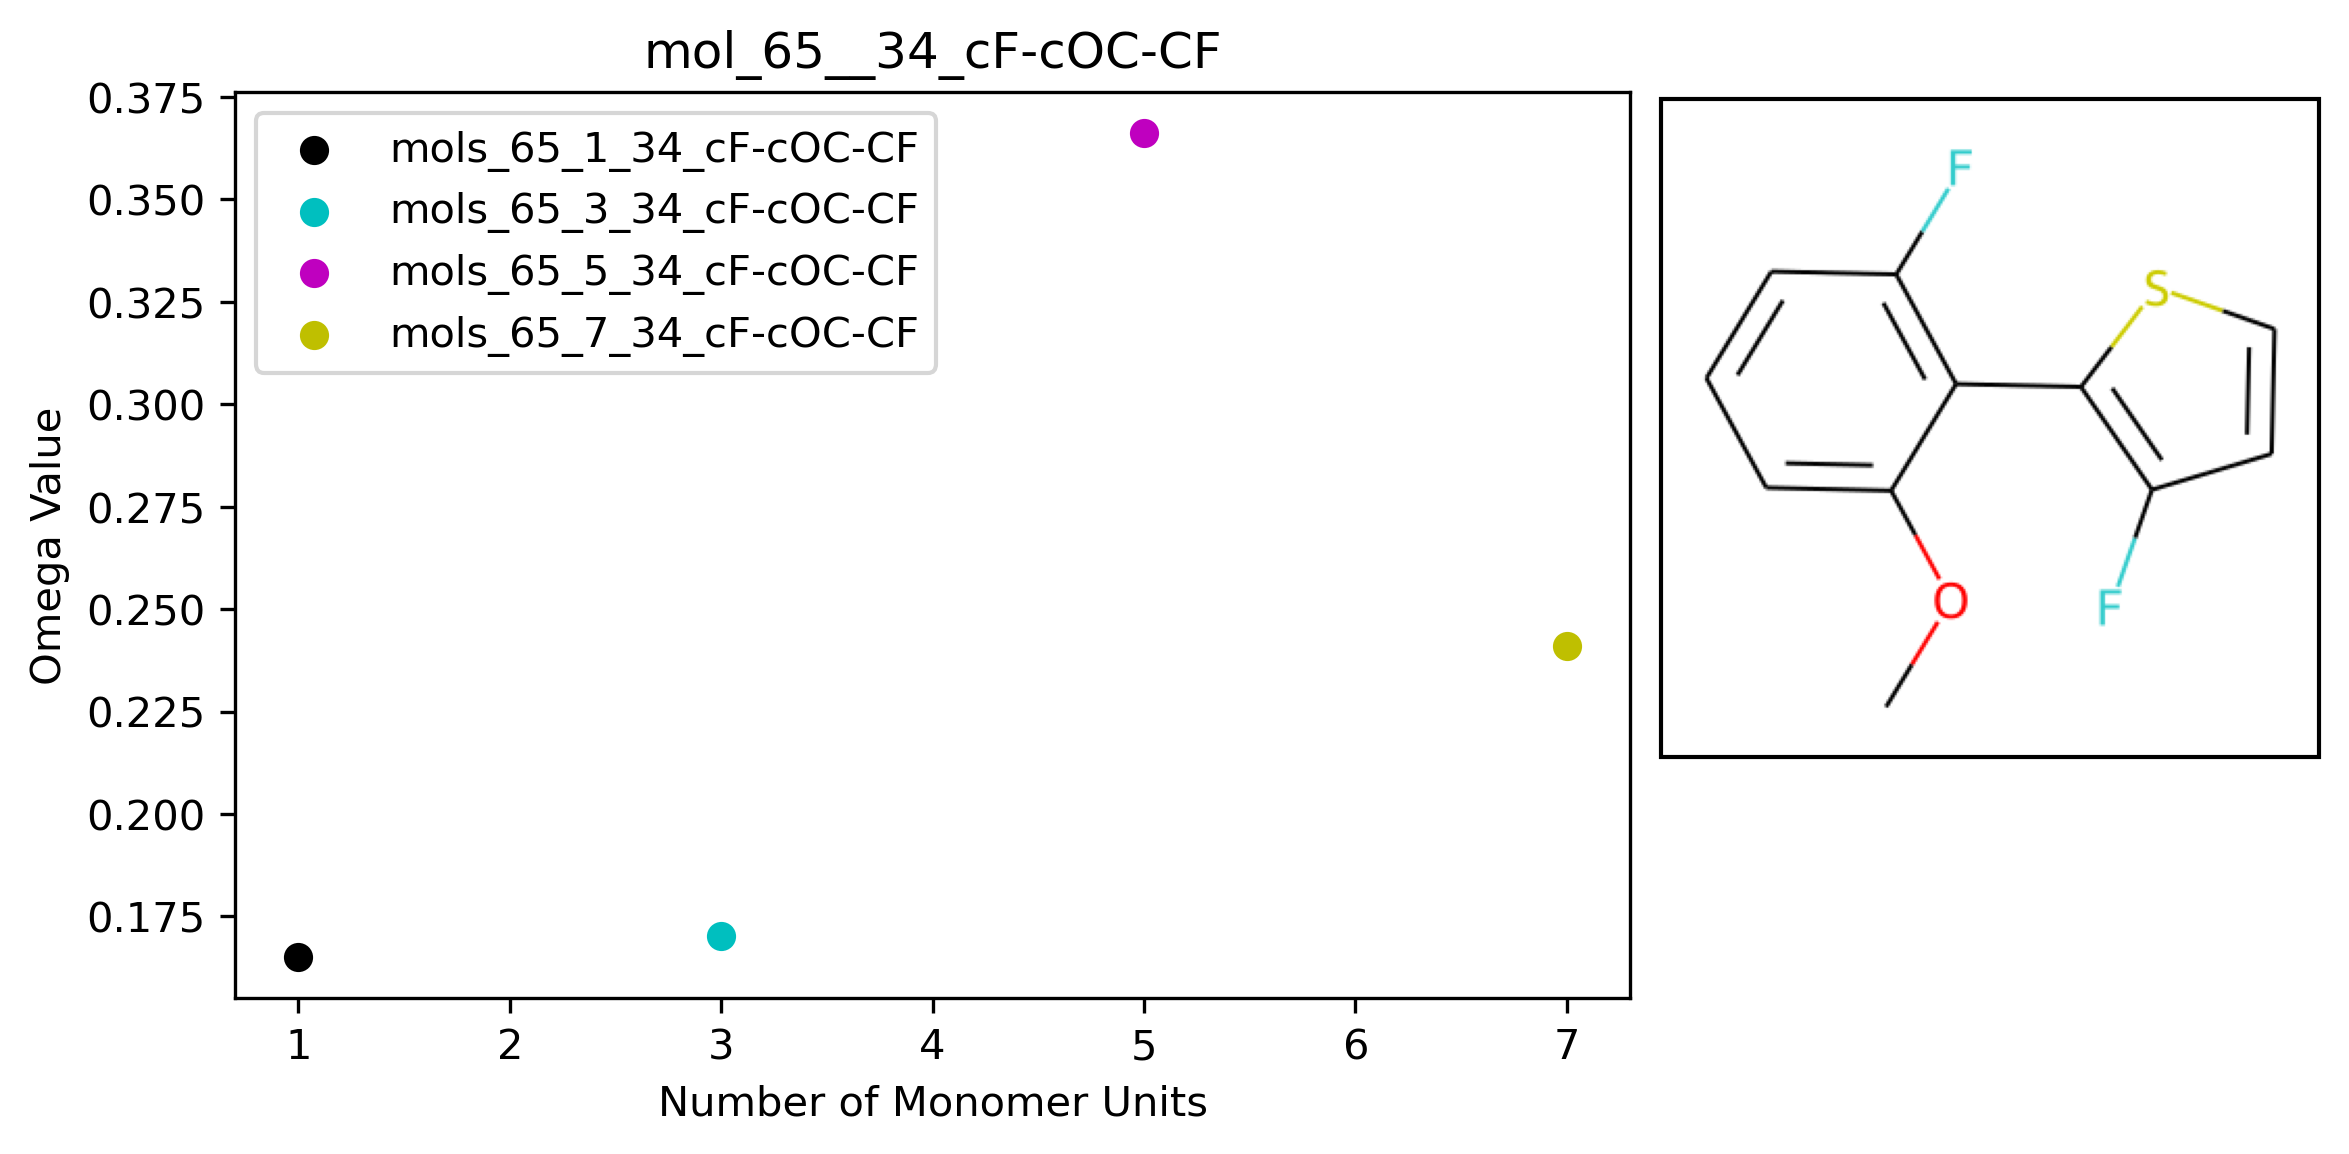 mol_65__34_cF-cOC-CF
mols_65_1_34_cF-cOC-CF
mols_65_3_34_cF-cOC-CF
mols_65_5_34_cF-cOC-CF
mols_65_7_34_cF-cOC-CF
Omega Value
0.375
0.350
0.325
0.300
0.275
0.250
0.225
0.200
0.175
1 2 3 4 5 6 7
Number of Monomer Units
F
S
O
F